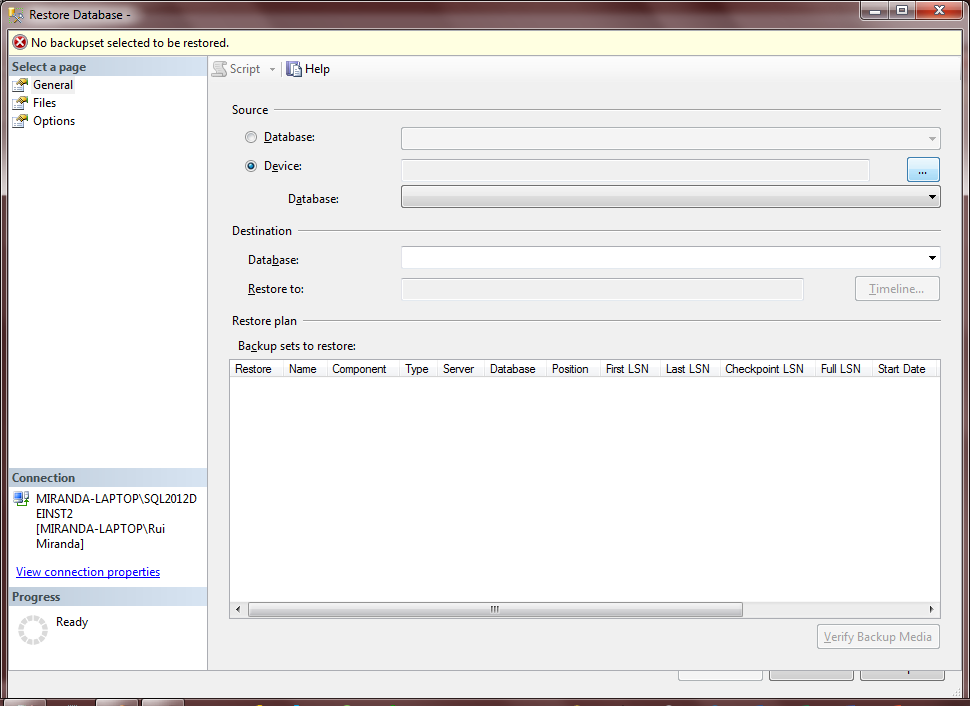 Restore Database -
No backupset selected to be restored.
Select a page
General
Files
Options
Script
Help
Source
Database:
Device:
...
Database:
Destination
Database:
Restore to:
Timeline...
Restore plan
Backup sets to restore:
Restore Name Component Type Server Database Position First LSN Last LSN Checkpoint LSN Full LSN Start Date
Verify Backup Media
Connection
MIRANDA-LAPTOP\SQL2012D
EINST2
[MIRANDA-LAPTOP\Rui
Miranda]
View connection properties
Progress
Ready